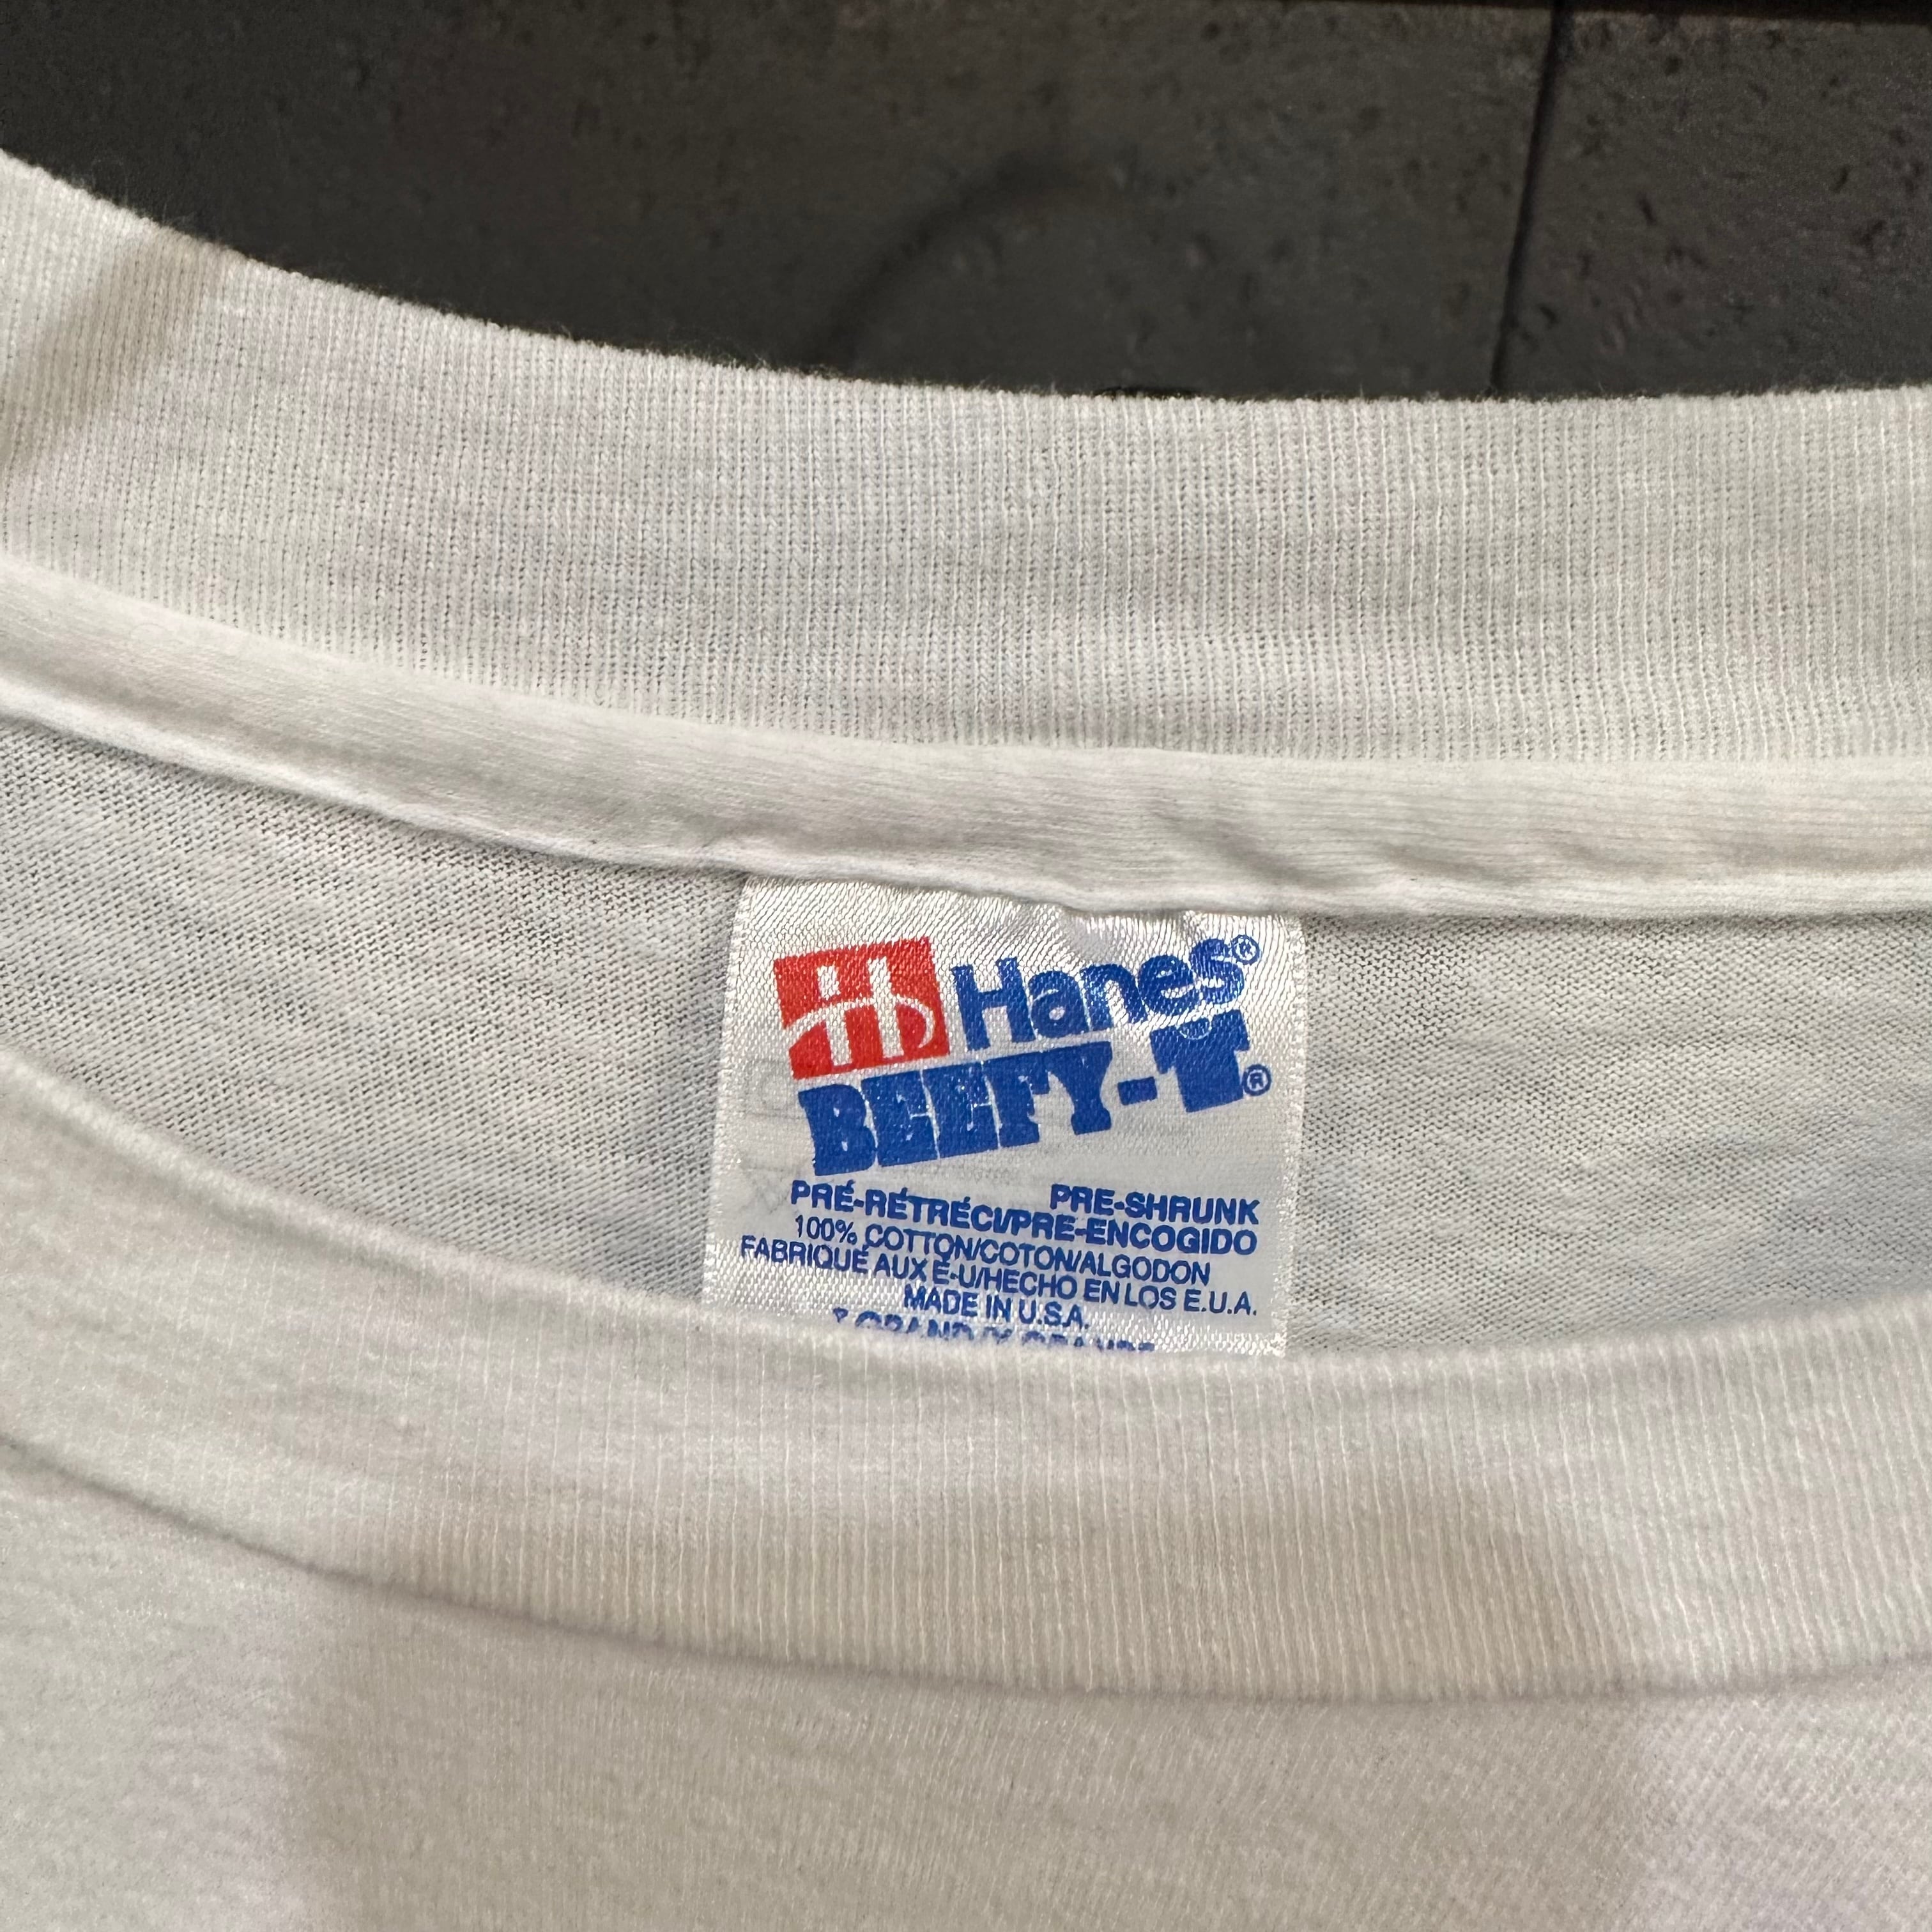 Hanes®
BEEFY-T®
PRE-SHRUNK
PRÉ-RÉTRÉCI/PRE-ENCOGIDO
100% COTTON/COTON/ALGODON
FABRIQUÉ AUX É-U/HECHO EN LOS E.U.A.
MADE IN U.S.A.